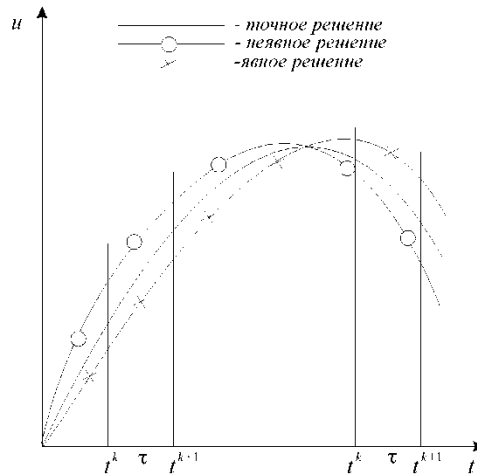 u
- точное решение
- неявное решение
-явное решение
t^k τ t^{k+1} t^k τ t^{k+1} t